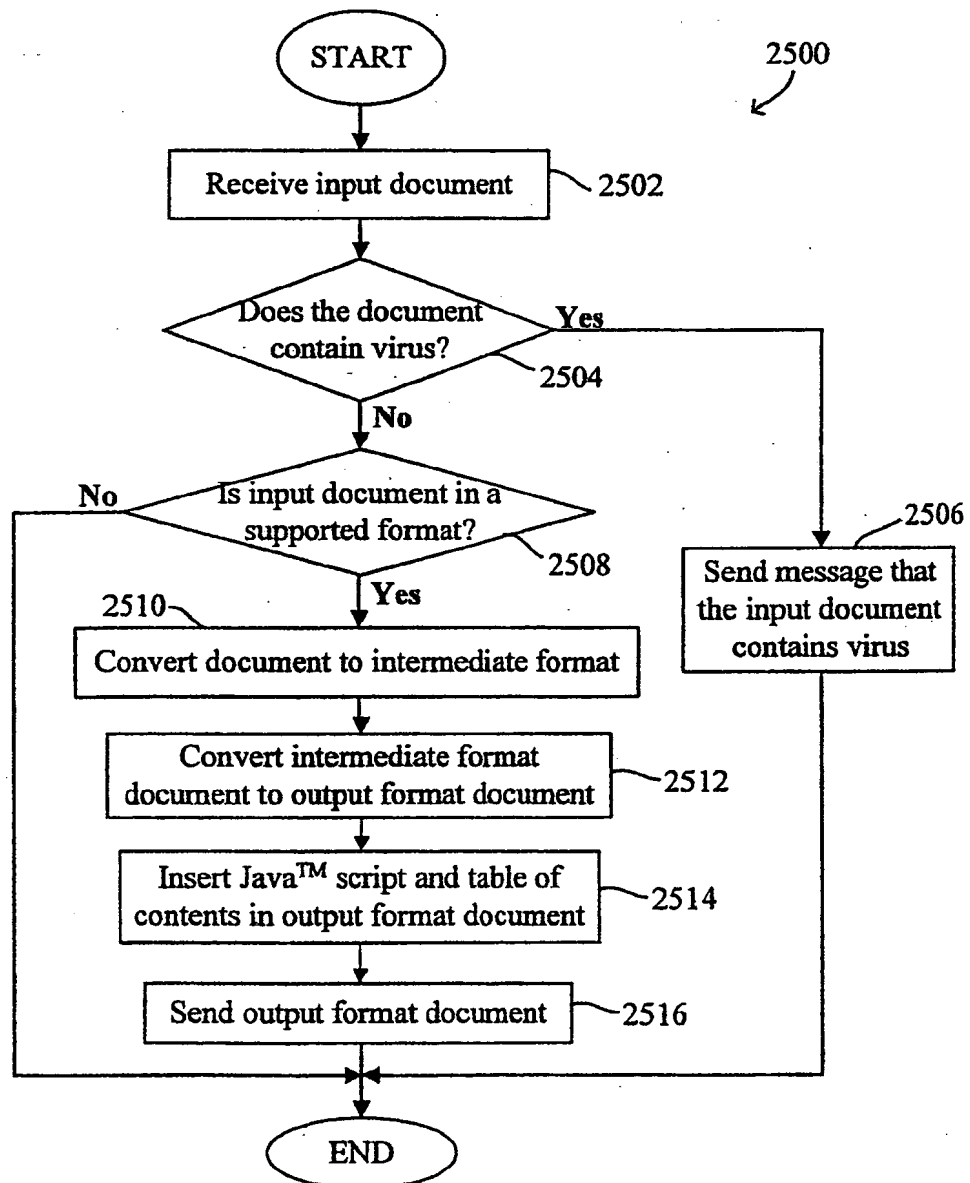 START
2500
Receive input document
2502
Does the document
contain virus?
Yes
2504
No
No
Is input document in a
supported format?
2508
2506
Yes
Send message that
the input document
contains virus
2510
Convert document to intermediate format
Convert intermediate format
document to output format document
2512
Insert Java™ script and table of
contents in output format document
2514
Send output format document
2516
END